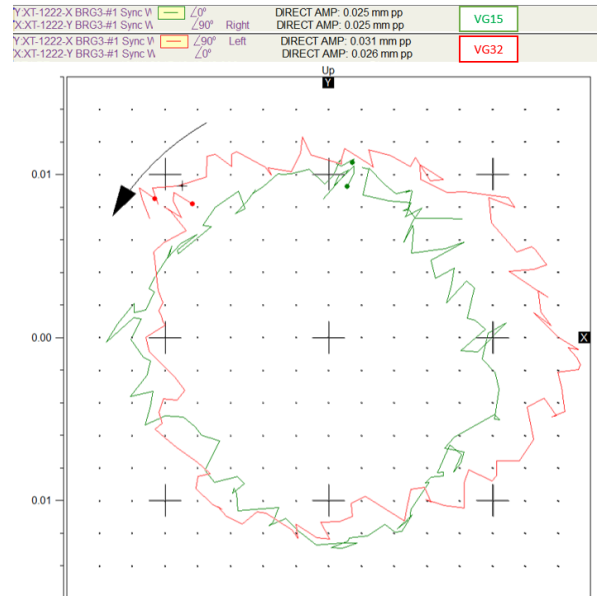 Y:XT-1222-X BRG3-#1 Sync W ∠0° DIRECT AMP: 0.025 mm pp VG15
X:XT-1222-Y BRG3-#1 Sync W ∠90° Right DIRECT AMP: 0.025 mm pp
Y:XT-1222-X BRG3-#1 Sync W ∠90° Left DIRECT AMP: 0.031 mm pp VG32
X:XT-1222-Y BRG3-#1 Sync W ∠0° DIRECT AMP: 0.026 mm pp
Up
Y
0.01
0.00 X
0.01